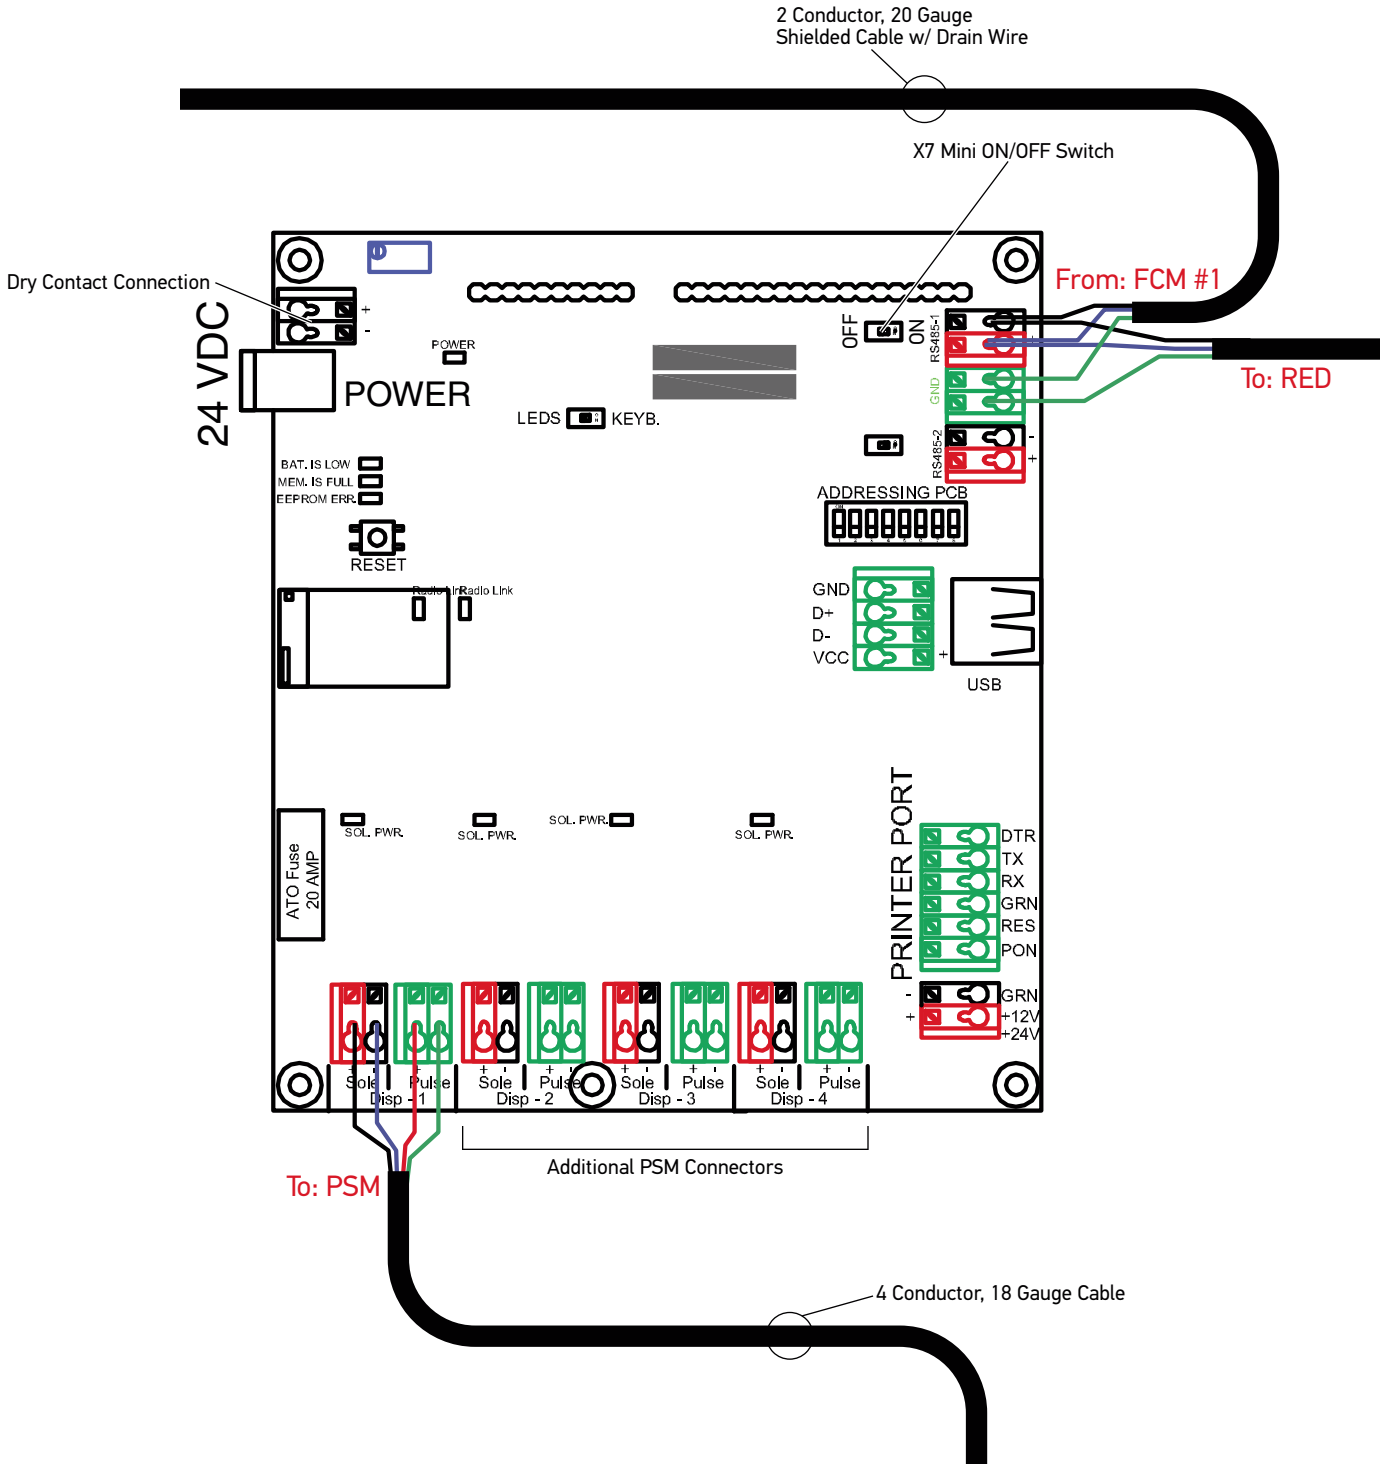 2 Conductor, 20 Gauge
Shielded Cable w/ Drain Wire
X7 Mini ON/OFF Switch
Dry Contact Connection
From: FCM #1
To: RED
24 VDC
+
-
POWER
POWER
OFF
ON
RS485-1
GND
RS485-2
-
+
LEDS
KEYB.
BAT. IS LOW
MEM. IS FULL
EEPROM ERR.
RESET
ADDRESSING PCB
Radio Link
Radio Link
GND
D+
D-
VCC
+
USB
SOL. PWR.
SOL. PWR.
SOL. PWR.
SOL. PWR.
ATO Fuse
20 AMP
PRINTER PORT
DTR
TX
RX
GRN
RES
PON
- GRN
+ +12V
+24V
+ - + - + - + - + - + - + -
Sole Pulse Sole Pulse Sole Pulse Sole Pulse
Disp - 1 Disp - 2 Disp - 3 Disp - 4
Additional PSM Connectors
To: PSM
4 Conductor, 18 Gauge Cable